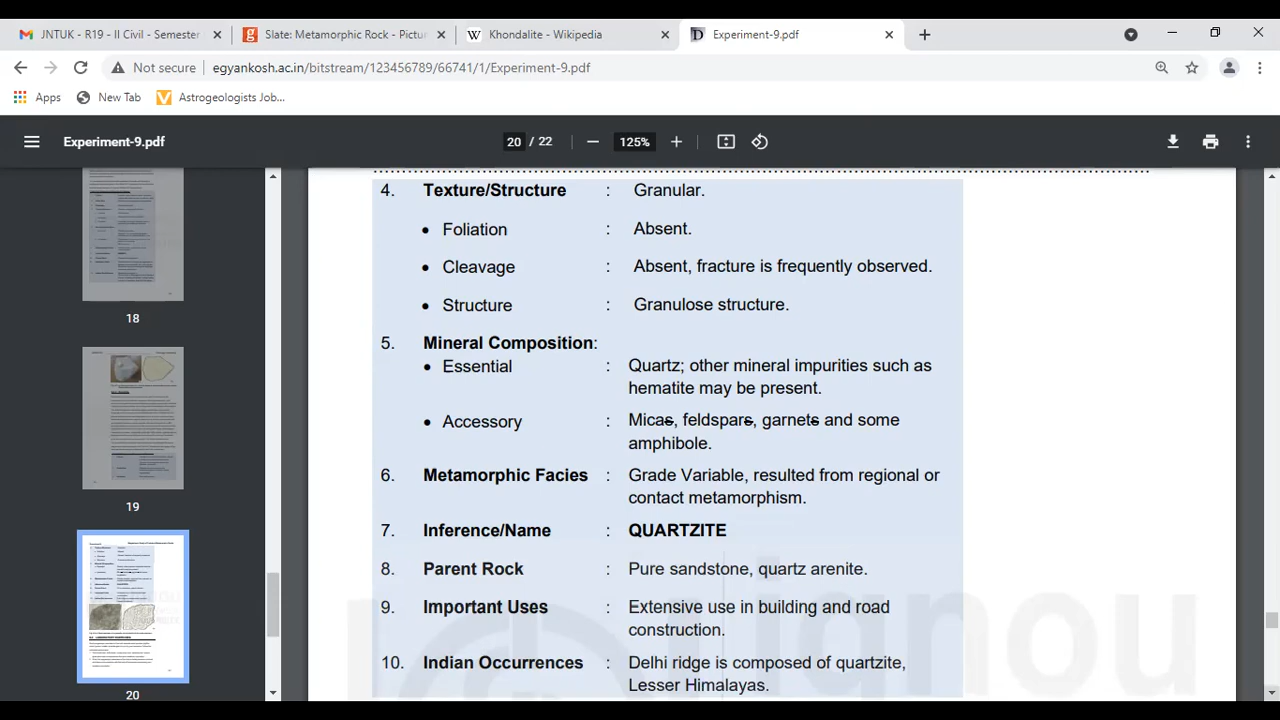 JNTUK - R19 - II Civil - Semester
Slate: Metamorphic Rock - Pictu
Khondalite - Wikipedia
Experiment-9.pdf
Not secure
egyankosh.ac.in/bitstream/123456789/66741/1/Experiment-9.pdf
Apps
New Tab
Astrogeologists Job...
Experiment-9.pdf
20 / 22
125%
18
19
20
4. Texture/Structure : Granular.
• Foliation : Absent.
• Cleavage : Absent, fracture is frequently observed.
• Structure : Granulose structure.
5. Mineral Composition:
• Essential : Quartz; other mineral impurities such as
hematite may be present.
• Accessory : Micas, feldspars, garnets and some
amphibole.
6. Metamorphic Facies : Grade Variable, resulted from regional or
contact metamorphism.
7. Inference/Name : QUARTZITE
8. Parent Rock : Pure sandstone, quartz arenite.
9. Important Uses : Extensive use in building and road
construction.
10. Indian Occurrences : Delhi ridge is composed of quartzite,
Lesser Himalayas.
ignou